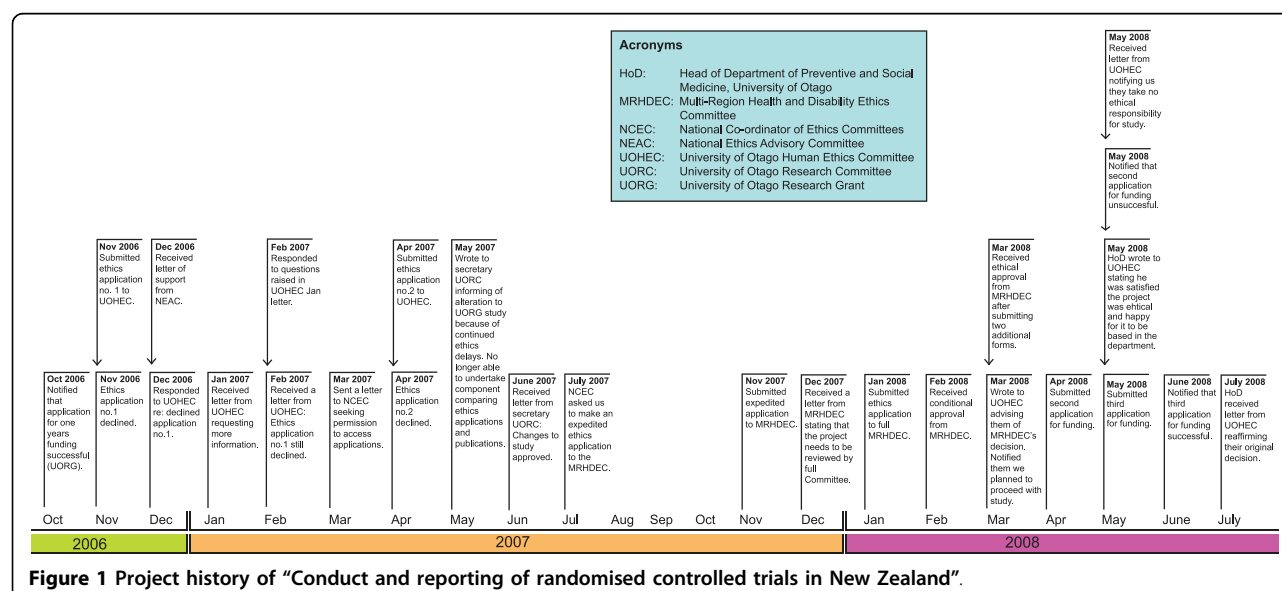 Acronyms
HoD: Head of Department of Preventive and Social
Medicine, University of Otago
MRHDEC: Multi-Region Health and Disability Ethics
Committee
NCEC: National Co-ordinator of Ethics Committees
NEAC: National Ethics Advisory Committee
UOHEC: University of Otago Human Ethics Committee
UORC: University of Otago Research Committee
UORG: University of Otago Research Grant
May 2008
Received
letter from
UOHEC
notifying us
they take no
ethical
responsibility
for study.
May 2008
Notified that
second
application
for funding
unsuccesful.
Nov 2006
Submitted
ethics
application
no. 1 to
UOHEC.
Dec 2006
Received
letter of
support
from
NEAC.
Feb 2007
Responded
to questions
raised in
UOHEC Jan
letter.
Apr 2007
Submitted
ethics
application
no.2 to
UOHEC.
May 2007
Wrote to
secretary
UORC
informing of
alteration to
UORG study
because of
continued
ethics
delays. No
longer able
to undertake
component
comparing
ethics
applications
and
publications.
Mar 2008
Received
ethical
approval
from
MRHDEC
after
submitting
two
additional
forms.
May 2008
HoD wrote to
UOHEC
stating he
was satisfied
the project
was ehtical
and happy
for it to be
based in the
department.
Oct 2006
Notified
that
application
for one
years
funding
successful
(UORG).
Nov 2006
Ethics
application
no.1
declined.
Dec 2006
Responded
to UOHEC
re: declined
application
no.1.
Jan 2007
Received
letter from
UOHEC
requesting
more
information.
Feb 2007
Received a
letter from
UOHEC:
Ethics
application
no.1 still
declined.
Mar 2007
Sent a letter
to NCEC
seeking
permission
to access
applications.
Apr 2007
Ethics
application
no.2
declined.
June 2007
Received
letter from
secretary
UORC:
Changes to
study
approved.
July 2007
NCEC
asked us
to make an
expedited
ethics
application
to the
MRHDEC.
Nov 2007
Submitted
expedited
application
to MRHDEC.
Dec 2007
Received a
letter from
MRHDEC
stating that
the project
needs to be
reviewed by
full
Committee.
Jan 2008
Submitted
ethics
application
to full
MRHDEC.
Feb 2008
Received
conditional
approval
from
MRHDEC.
Mar 2008
Wrote to
UOHEC
advising
them of
MRHDEC's
decision.
Notified
them we
planned to
proceed with
study.
Apr 2008
Submitted
second
application
for funding.
May 2008
Submitted
third
application
for funding.
June 2008
Notified that
third
application
for funding
successful.
July 2008
HoD
received
letter from
UOHEC
reaffiring
their original
decision.
Oct Nov Dec Jan Feb Mar Apr May Jun Jul Aug Sep Oct Nov Dec Jan Feb Mar Apr May June July
2006 2007 2008
Figure 1 Project history of “Conduct and reporting of randomised controlled trials in New Zealand”.